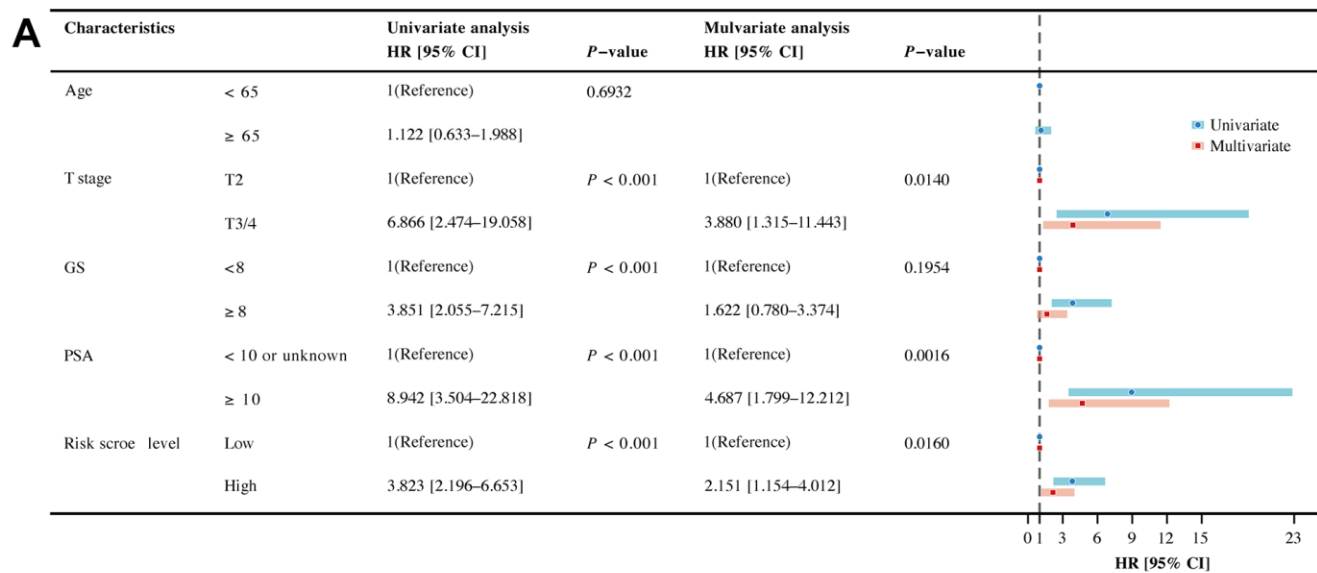 A
Characteristics Univariate analysis Mulvariate analysis
HR [95% CI] P−value HR [95% CI] P−value
Age < 65 1(Reference) 0.6932
≥ 65 1.122 [0.633–1.988]
Univariate
Multivariate
T stage T2 1(Reference) P < 0.001 1(Reference) 0.0140
T3/4 6.866 [2.474–19.058] 3.880 [1.315–11.443]
GS <8 1(Reference) P < 0.001 1(Reference) 0.1954
≥ 8 3.851 [2.055–7.215] 1.622 [0.780–3.374]
PSA < 10 or unknown 1(Reference) P < 0.001 1(Reference) 0.0016
≥ 10 8.942 [3.504–22.818] 4.687 [1.799–12.212]
Risk scroe level Low 1(Reference) P < 0.001 1(Reference) 0.0160
High 3.823 [2.196–6.653] 2.151 [1.154–4.012]
0 1 3 6 9 12 15 23
HR [95% CI]